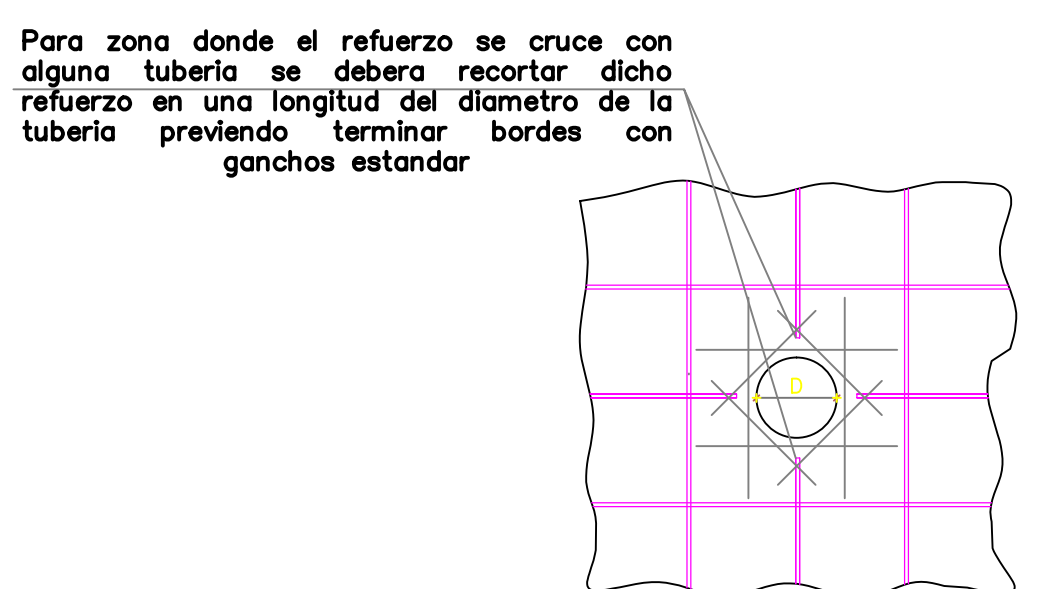 Para zona donde el refuerzo se cruce con
alguna tuberia se debera recortar dicho
refuerzo en una longitud del diametro de la
tuberia previendo terminar bordes con
ganchos estandar
D